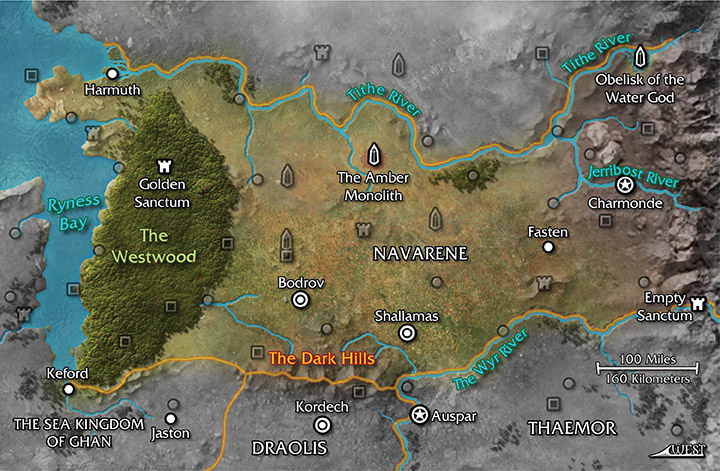 Harmuth
Tithe River
Tithe River
Obelisk of the
Water God
Golden
Sanctum
The Amber
Monolith
Jerribost River
Charmonde
Ryness
Bay
The
Westwood
NAVARENE
Fasten
Bodrov
Shallamas
Empty
Sanctum
The Dark Hills
The Wyr River
100 Miles
160 Kilometers
Keford
THE SEA KINGDOM
OF GHAN
Jaston
Kordech
DRAOLIS
Auspar
THAEMOR
WEST